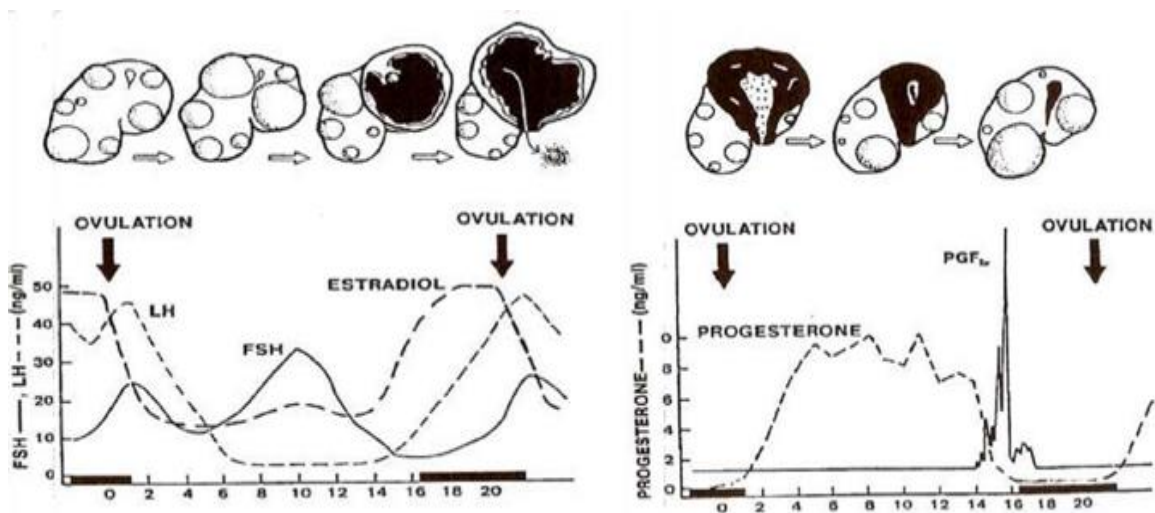 OVULATION
OVULATION
ESTRADIOL
LH
FSH
FSH——, LH--- (ng/ml)
50
40
30
20
10
0
0 2 4 6 8 10 12 14 16 20
OVULATION
OVULATION
PROGESTERONE
PROGESTERONE--- (ng/ml)
0
8
6
4
2
0
0 2 4 6 8 10 12 14 16 20